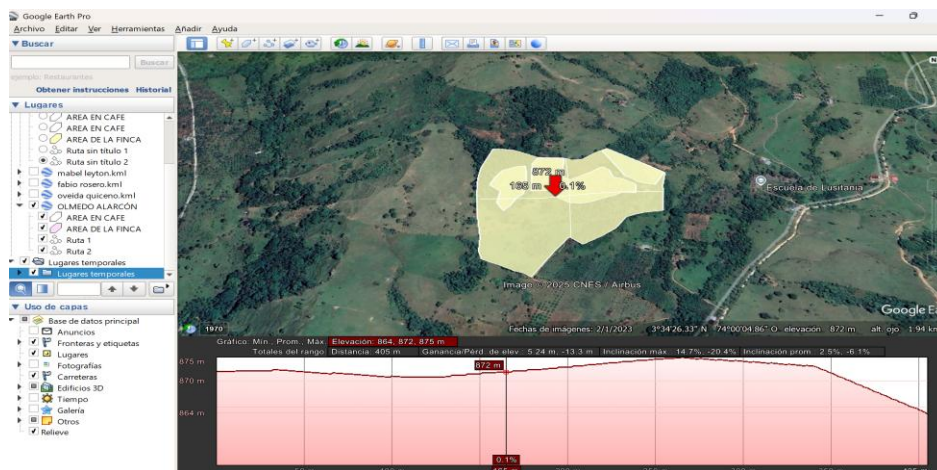 Google Earth Pro
Archivo Editar Ver Herramientas Añadir Ayuda
Buscar
Buscar
ejemplo: Restaurantes
Obtener instrucciones Historial
Lugares
AREA EN CAFE
AREA DE LA FINCA
Ruta sin título 1
Ruta sin título 2
mabel leyton.kml
fabio rosero.kml
oveida quiceno.kml
OLMEDO ALARCÓN
AREA EN CAFE
AREA DE LA FINCA
Ruta 1
Ruta 2
Lugares temporales
Lugares temporales
Uso de capas
Base de datos principal
Anuncios
Fronteras y etiquetas
Lugares
Fotografías
Carreteras
Edificios 3D
Tiempo
Galería
Otros
Relieve
N
872 m
165 m 0.1%
Escuela de Lusitania
Image © 2025 CNES / Airbus
Google Ea
1970
Fechas de imágenes: 2/1/2023 3°34'26.33" N 74°00'04.86" O elevación 872 m alt. ojo 1.94 km
Gráfico: Mín., Prom., Máx. Elevación: 864, 872, 875 m
Totales del rango: Distancia: 405 m Ganancia/Pérd. de elev.: 5.24 m, -13.3 m Inclinación máx.: 14.7%, -20.4% Inclinación prom.: 2.5%, -6.1%
875 m
872 m
870 m
864 m
0.1%